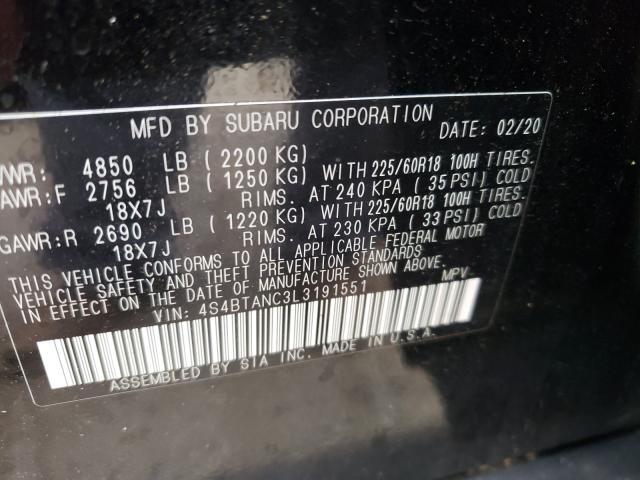 MFD BY SUBARU CORPORATION DATE: 02/20
VWR: 4850 LB (2200 KG)
AWR:F 2756 LB (1250 KG) WITH 225/60R18 100H TIRES.
18X7J RIMS. AT 240 KPA (35 PSI) COLD
GAWR:R 2690 LB (1220 KG) WITH 225/60R18 100H TIRES.
18X7J RIMS. AT 230 KPA (33 PSI) COLD
THIS VEHICLE CONFORMS TO ALL APPLICABLE FEDERAL MOTOR
VEHICLE SAFETY AND THEFT PREVENTION STANDARDS
IN EFFECT ON THE DATE OF MANUFACTURE SHOWN ABOVE.
VIN: 4S4BTANC3L3191551 MPV
ASSEMBLED BY SIA INC. MADE IN U.S.A.